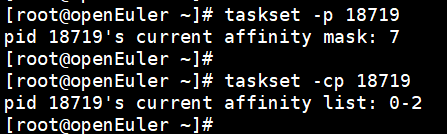 [root@openEuler ~]# taskset -p 18719
pid 18719's current affinity mask: 7
[root@openEuler ~]#
[root@openEuler ~]# taskset -cp 18719
pid 18719's current affinity list: 0-2
[root@openEuler ~]#